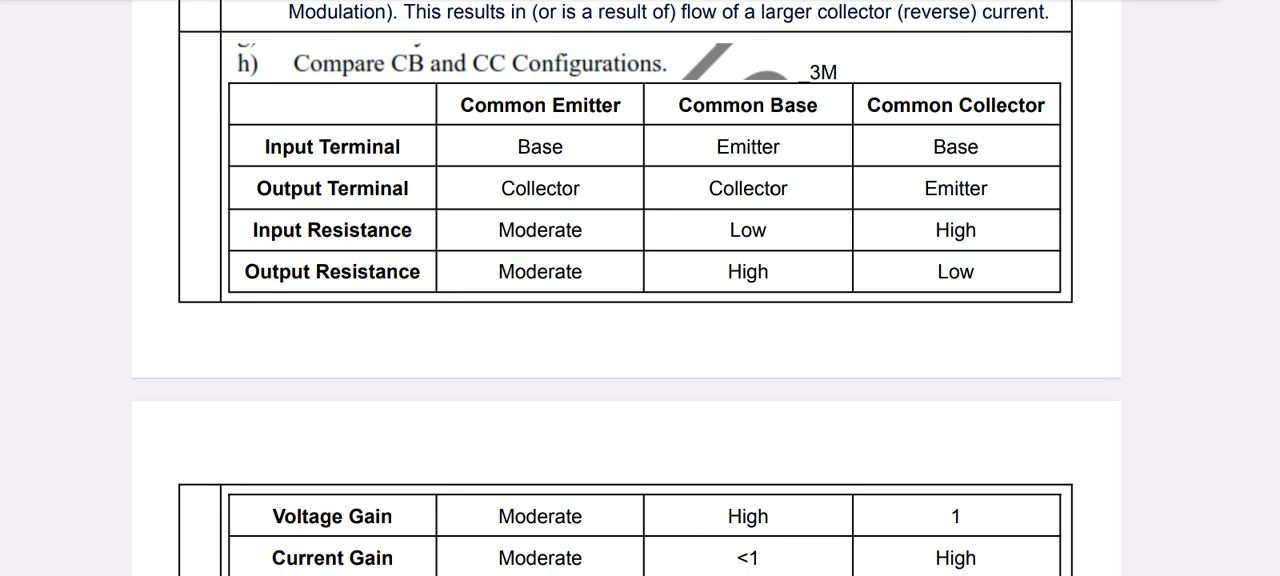 Modulation). This results in (or is a result of) flow of a larger collector (reverse) current.
h) Compare CB and CC Configurations. _3M
Common Emitter Common Base Common Collector
Input Terminal Base Emitter Base
Output Terminal Collector Collector Emitter
Input Resistance Moderate Low High
Output Resistance Moderate High Low
Voltage Gain Moderate High 1
Current Gain Moderate <1 High